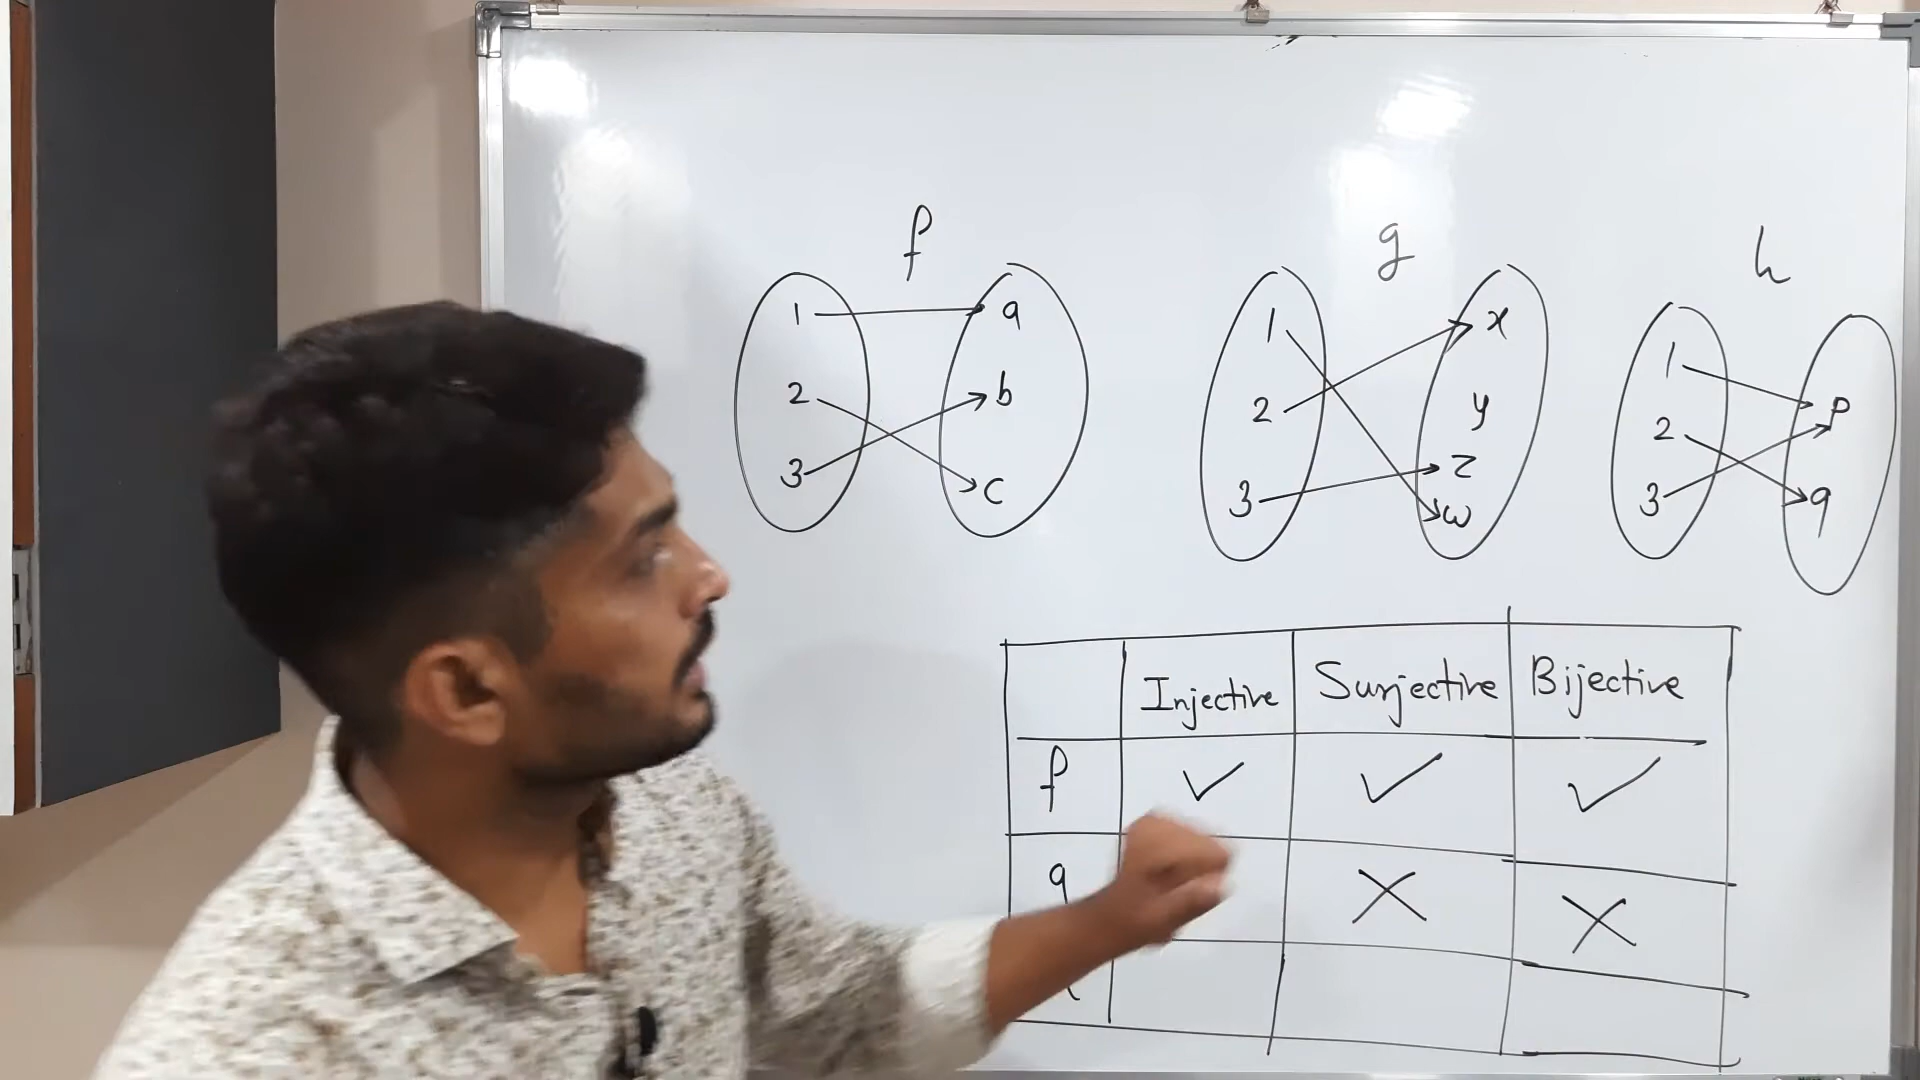 f
1
2
3
a
b
c
g
1
2
3
x
y
z
w
h
1
2
3
p
q
Injective Surjective Bijective
f ✓ ✓ ✓
g ✗ ✗